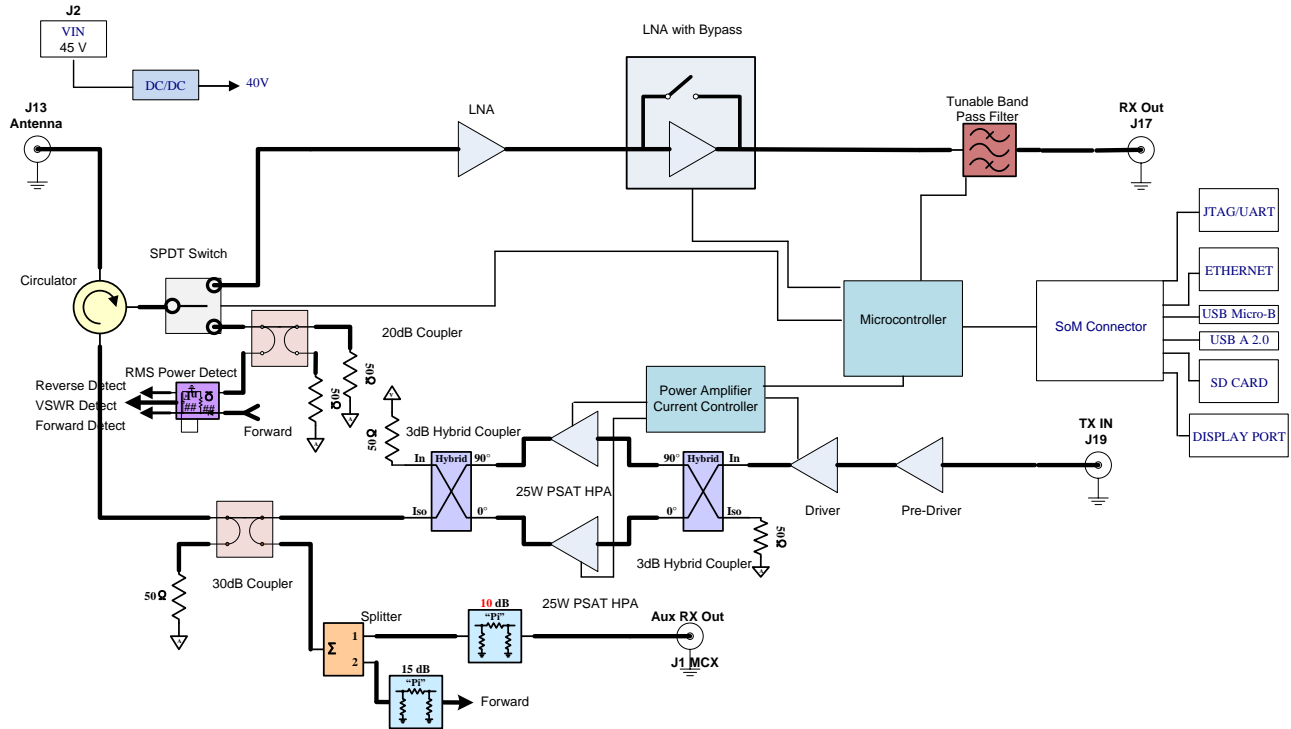 J2
VIN
45 V
DC/DC
40V
J13
Antenna
LNA
LNA with Bypass
Tunable Band
Pass Filter
RX Out
J17
JTAG/UART
ETHERNET
USB Micro-B
USB A 2.0
SD CARD
DISPLAY PORT
SPDT Switch
Circulator
20dB Coupler
50Ω
50Ω
RMS Power Detect
Reverse Detect
VSWR Detect
Forward Detect
##
##
Forward
Microcontroller
SoM Connector
Power Amplifier
Current Controller
50Ω
3dB Hybrid Coupler
In
Hybrid
90°
Iso
0°
25W PSAT HPA
90°
Hybrid
In
0°
Iso
50Ω
3dB Hybrid Coupler
Driver
Pre-Driver
TX IN
J19
30dB Coupler
50Ω
25W PSAT HPA
Splitter
Σ
1
2
10 dB
“Pi”
Aux RX Out
J1 MCX
15 dB
“Pi”
Forward